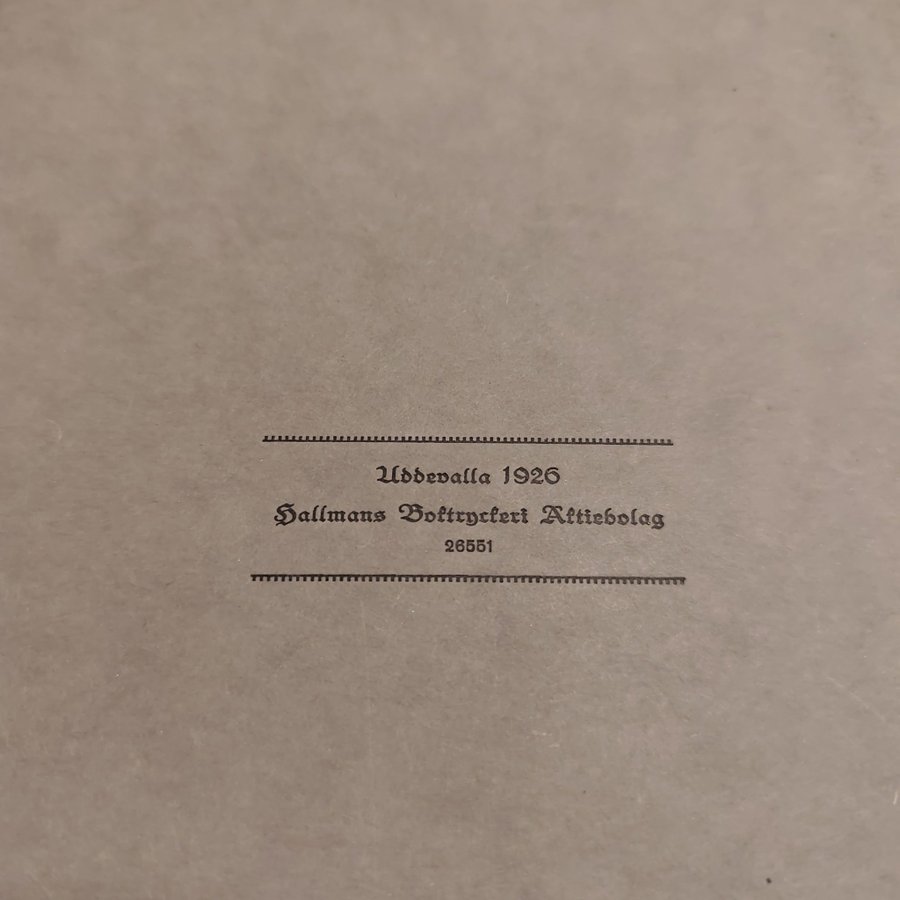 Uddevalla 1926
Hallmans Boktryckeri Aktiebolag
26551